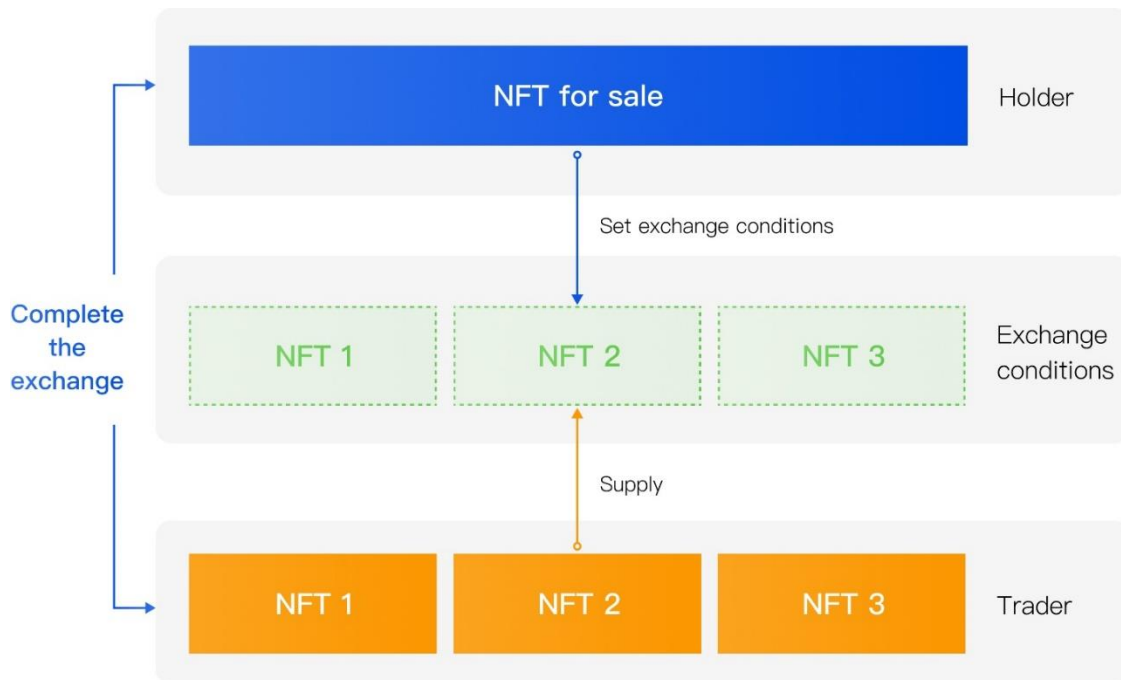 NFT for sale
Holder
Set exchange conditions
Complete
the
exchange
NFT 1
NFT 2
NFT 3
Exchange
conditions
Supply
NFT 1
NFT 2
NFT 3
Trader